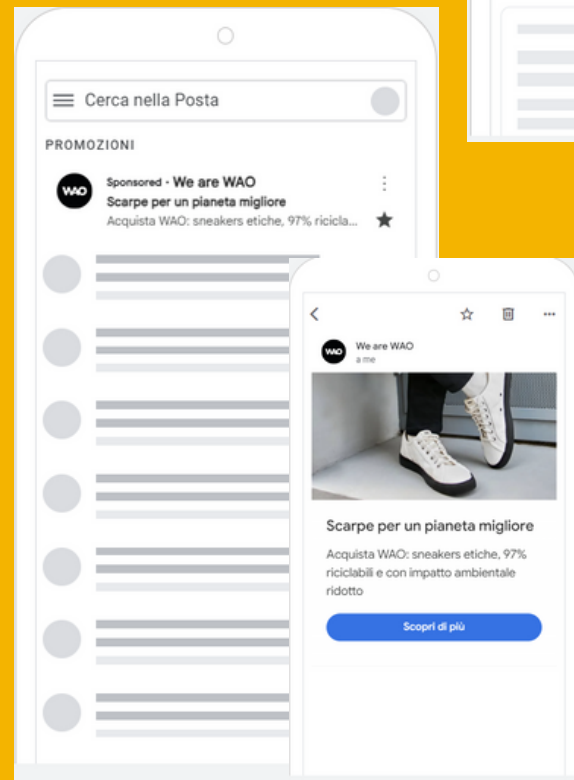 Cerca nella Posta
PROMOZIONI
WAO
Sponsored - We are WAO
Scarpe per un pianeta migliore
Acquista WAO: sneakers etiche, 97% ricicla...
WAO
We are WAO
a me
Scarpe per un pianeta migliore
Acquista WAO: sneakers etiche, 97%
riciclabili e con impatto ambientale
ridotto
Scopri di più